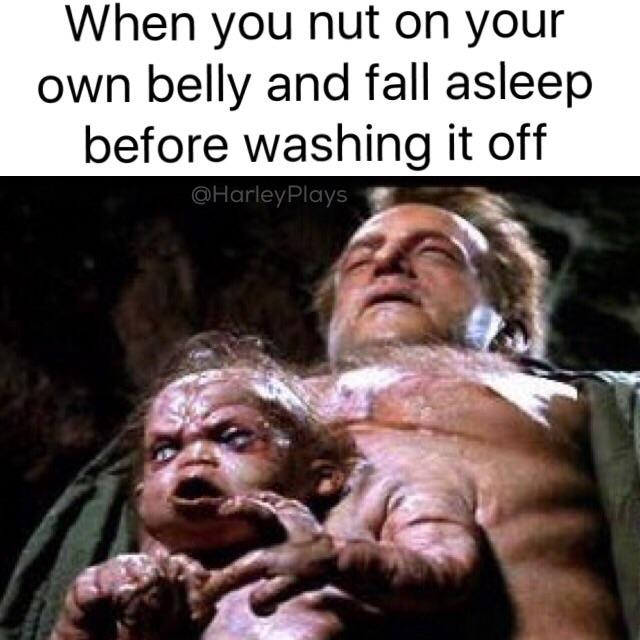 When you nut on your
own belly and fall asleep
before washing it off
@HarleyPlays